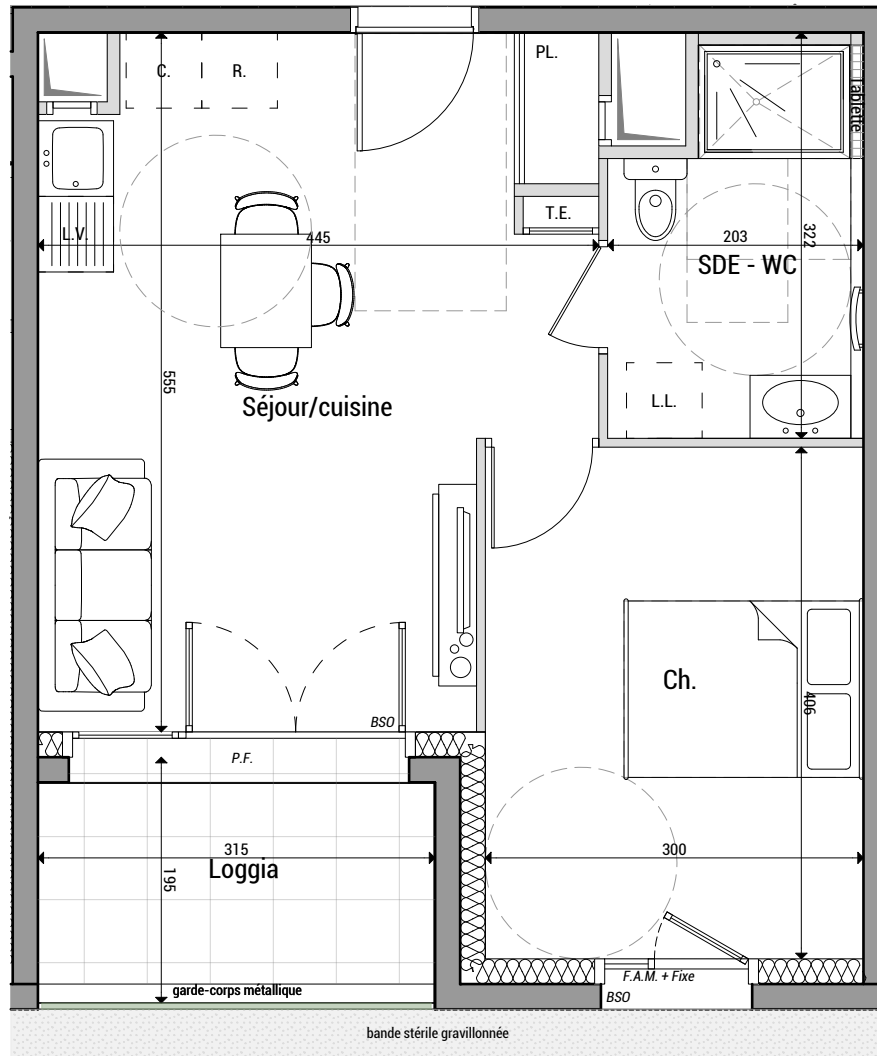 C.
R.
PL.
Tablette
T.E.
L.V.
445
203
322
SDE - WC
555
Séjour/cuisine
L.L.
Ch.
406
BSO
P.F.
315
195
Loggia
300
F.A.M. + Fixe
BSO
garde-corps métallique
bande stérile gravillonnée